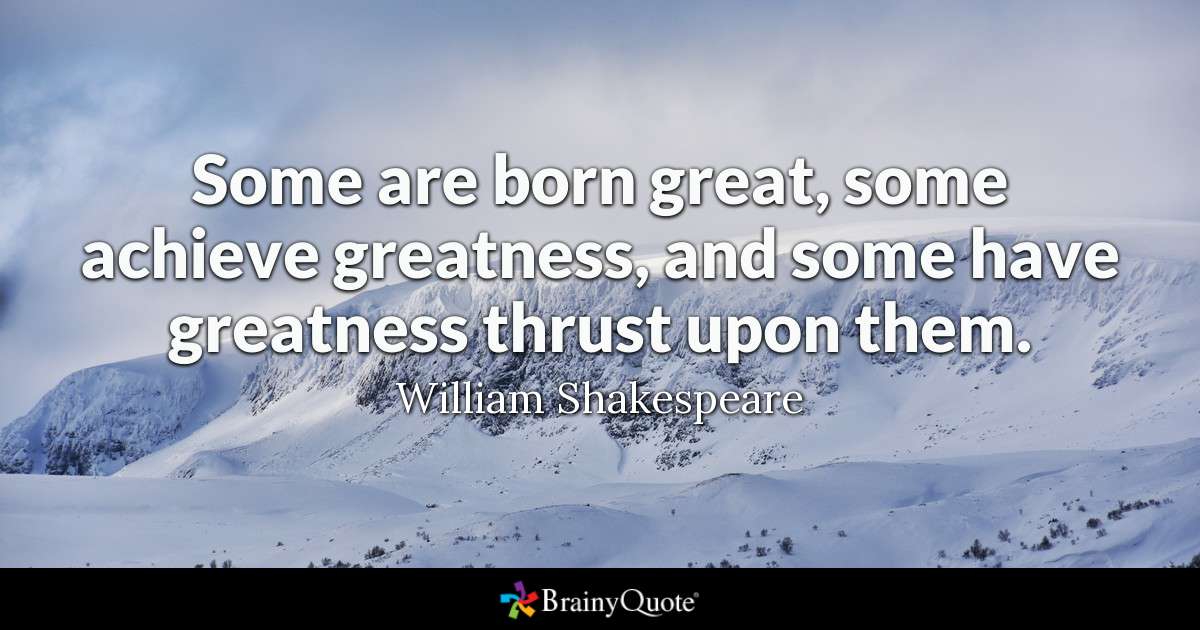 Some are born great, some
achieve greatness, and some have
greatness thrust upon them.
William Shakespeare
BrainyQuote®